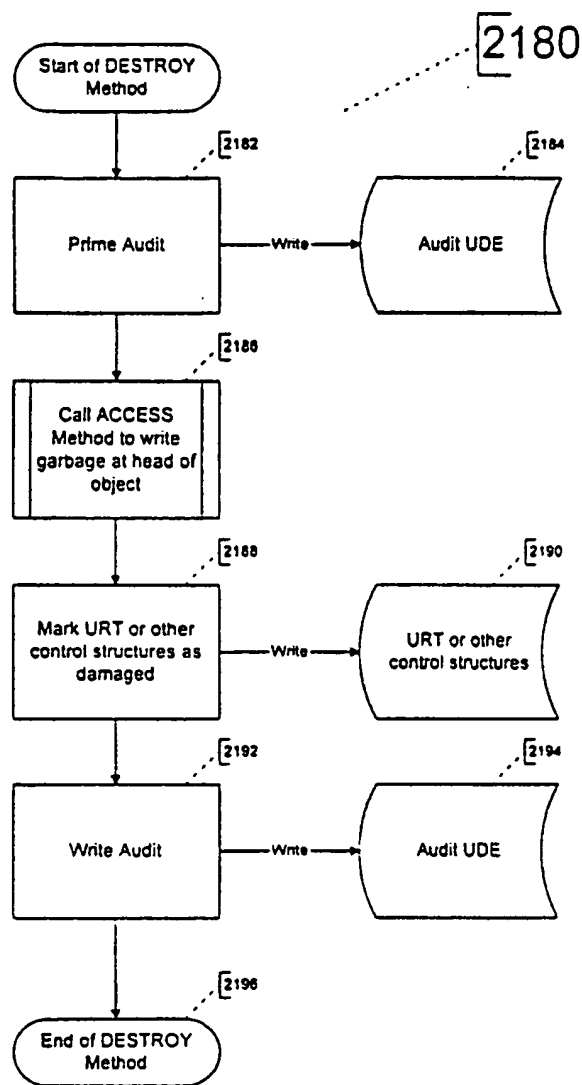 2180
Start of DESTROY
Method
2182
2184
Prime Audit
Write
Audit UDE
2186
Call ACCESS
Method to write
garbage at head of
object
2188
2190
Mark URT or other
control structures as
damaged
Write
URT or other
control structures
2192
2194
Write Audit
Write
Audit UDE
2196
End of DESTROY
Method